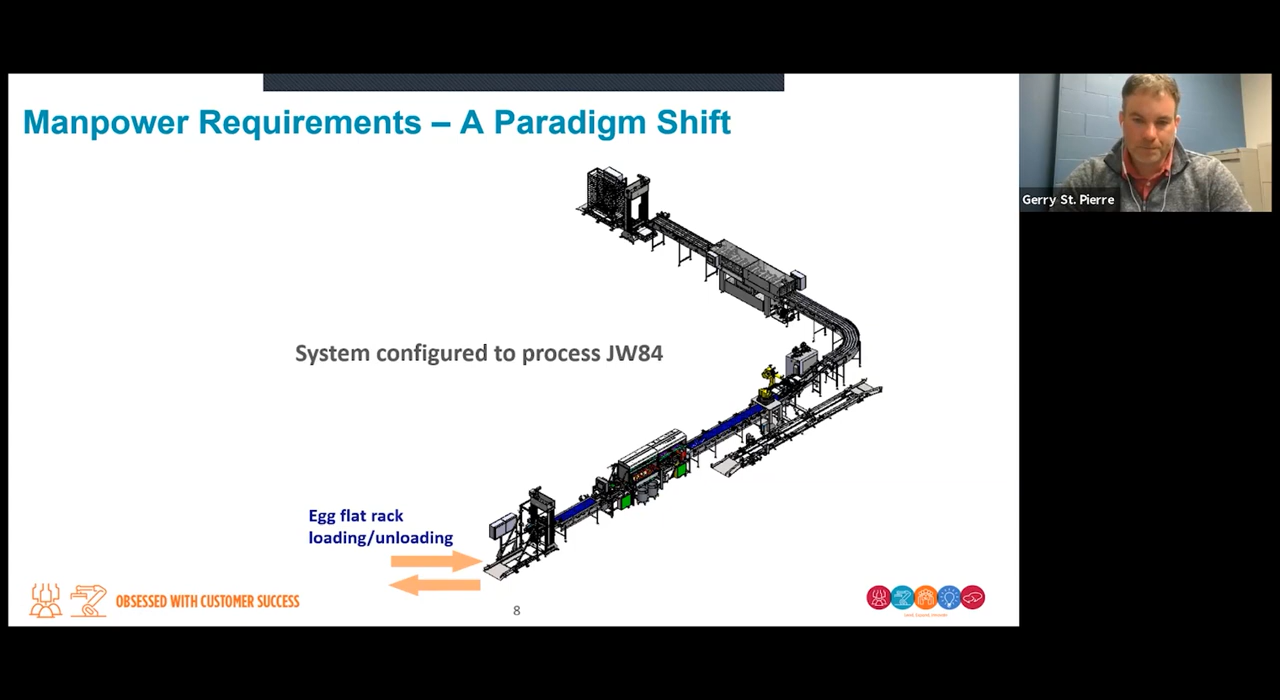 Manpower Requirements – A Paradigm Shift
Gerry St. Pierre
System configured to process JW84
Egg flat rack
loading/unloading
OBSESSED WITH CUSTOMER SUCCESS
8